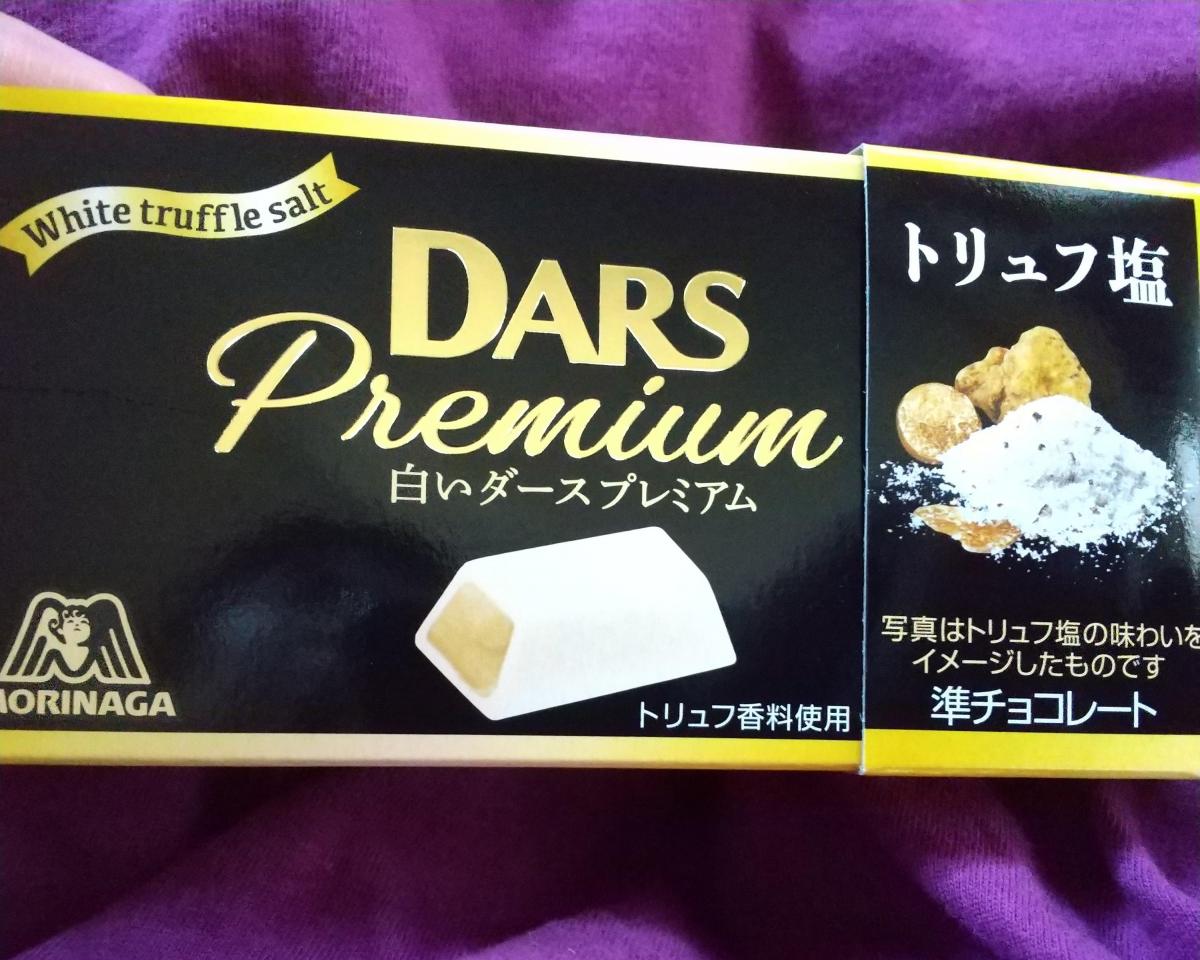 White truffle salt
DARS
Premium
白いダース プレミアム
MORINAGA
トリュフ香料使用
トリュフ塩
写真はトリュフ塩の味わいを
イメージしたものです
準チョコレート